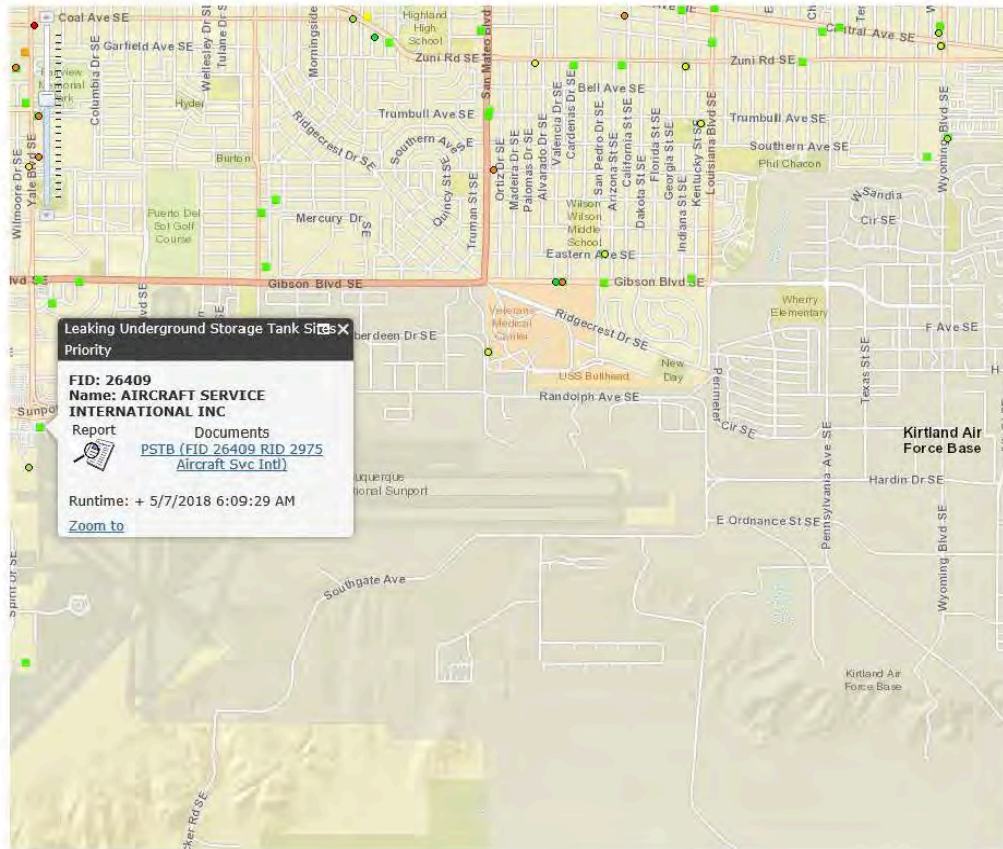 Coal Ave SE
Garfield Ave SE
Columbia Dr SE
Wellesley Dr SE
Tulane Dr SE
Morningside
Highland
High
School
San Mateo Blvd
Central Ave SE
Zuni Rd SE
Zuni Rd SE
Bell Ave SE
Hyder
Trumbull Ave SE
Trumbull Ave SE
Ridgecrest Dr SE
Southern Ave SE
Southern Ave SE
Burton
Phil Chacon
Wilmoore Dr SE
Yale Blvd SE
Ortiz Dr SE
Madeira Dr SE
Palomas Dr SE
Alvarado Dr SE
Valencia Dr SE
Cardenas Dr SE
San Pedro Dr SE
Arizona St SE
California St SE
Dakota St SE
Florida St SE
Georgia St SE
Indiana St SE
Kentucky St SE
Louisiana Blvd SE
Wyoming Blvd SE
W Sandia
Cir SE
Puerto Del
Sol Golf
Course
Mercury Dr
SE
Quincy St SE
Truman St SE
Wilson
Wilson
Middle
School
Eastern Ave SE
Gibson Blvd SE
Gibson Blvd SE
Veterans
Medical
Center
Ridgecrest Dr SE
Wherry
Elementary
F Ave SE
Texas St SE
H
New
Day
USS Bullhead
Randolph Ave SE
Perimeter
Cir SE
Kirtland Air
Force Base
Hardin Dr SE
Pennsylvania Ave SE
E Ordnance St SE
Wyoming Blvd SE
Leaking Underground Storage Tank Sites
Priority
FID: 26409
Name: AIRCRAFT SERVICE
INTERNATIONAL INC
Report
Documents
PSTB (FID 26409 RID 2975
Aircraft Svc Intl)
Runtime: + 5/7/2018 6:09:29 AM
Zoom to
Sunport
Southgate Ave
Spirit Dr SE
Kirtland Air
Force Base